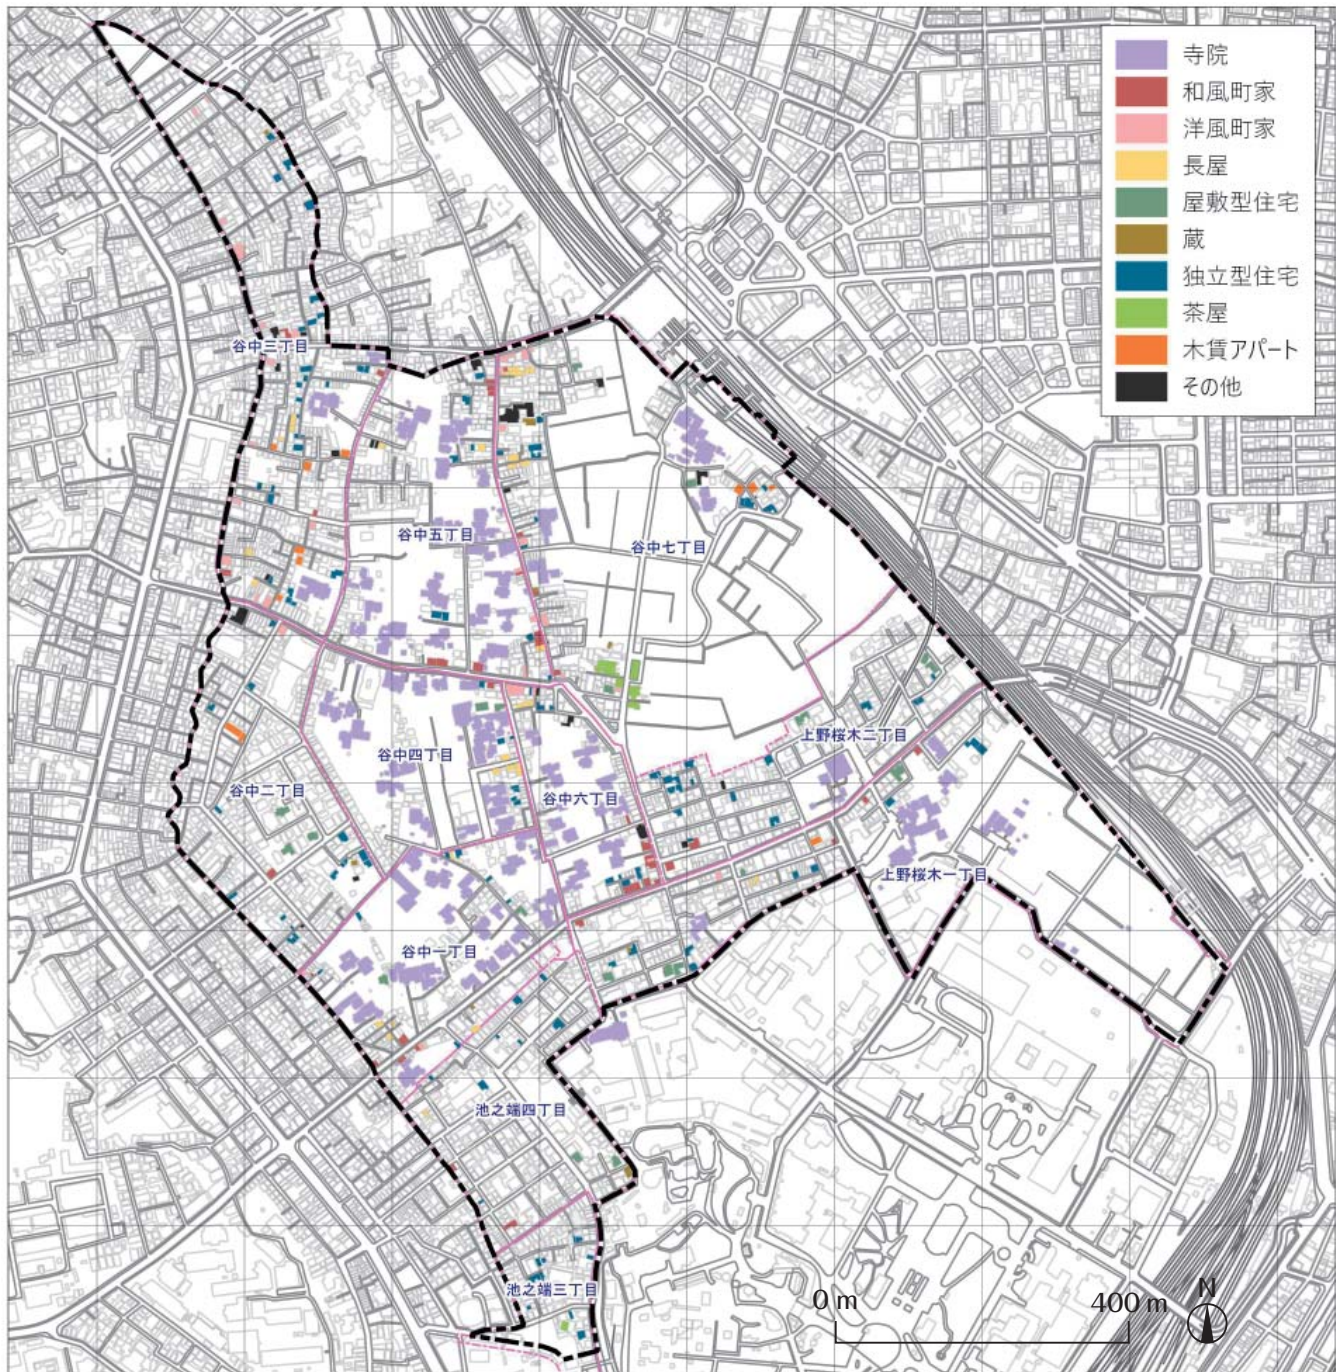 寺院
和風町家
洋風町家
長屋
屋敷型住宅
蔵
独立型住宅
茶屋
木賃アパート
その他
谷中三丁目
谷中五丁目
谷中七丁目
上野桜木二丁目
谷中四丁目
谷中二丁目
谷中六丁目
上野桜木一丁目
谷中一丁目
池之端四丁目
池之端三丁目
0 m
400 m
N